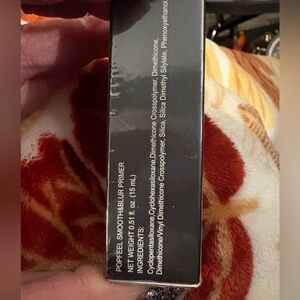 POPFEEL SMOOTH&BLUR PRIMER
NET WEIGHT 0.51 fl. oz. (15 mL)
INGREDIENTS:
Cyclopentasiloxane,Cyclohexasiloxane,Dimethicone Crosspolymer, Dimethicone,
Dimethicone/Vinyl Dimethicone Crosspolymer, Silica, Silica Dimethyl Silylate, Phenoxyethanol